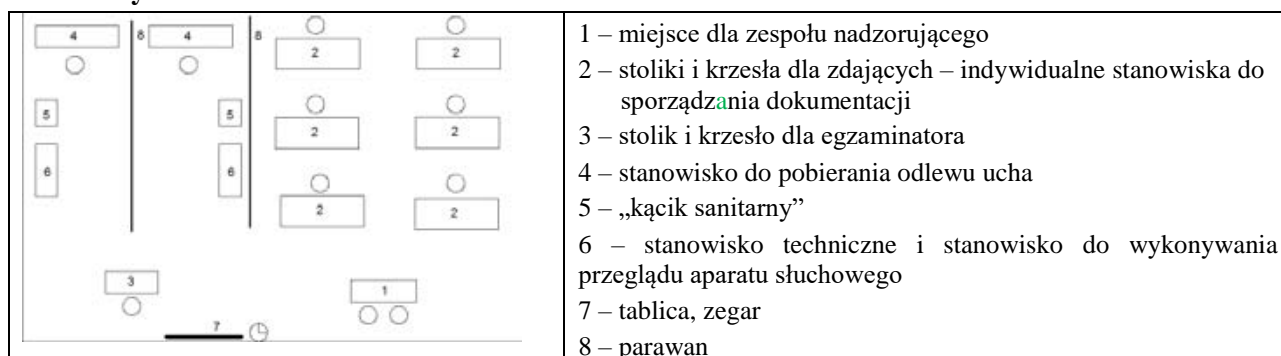 4
8
4
8
2
2
5
5
2
2
6
6
2
2
3
1
7
1 – miejsce dla zespołu nadzorującego
2 – stoliki i krzesła dla zdających – indywidualne stanowiska do
sporządzania dokumentacji
3 – stolik i krzesło dla egzaminatora
4 – stanowisko do pobierania odlewu ucha
5 – „kącik sanitarny”
6 – stanowisko techniczne i stanowisko do wykonywania
przeglądu aparatu słuchowego
7 – tablica, zegar
8 – parawan